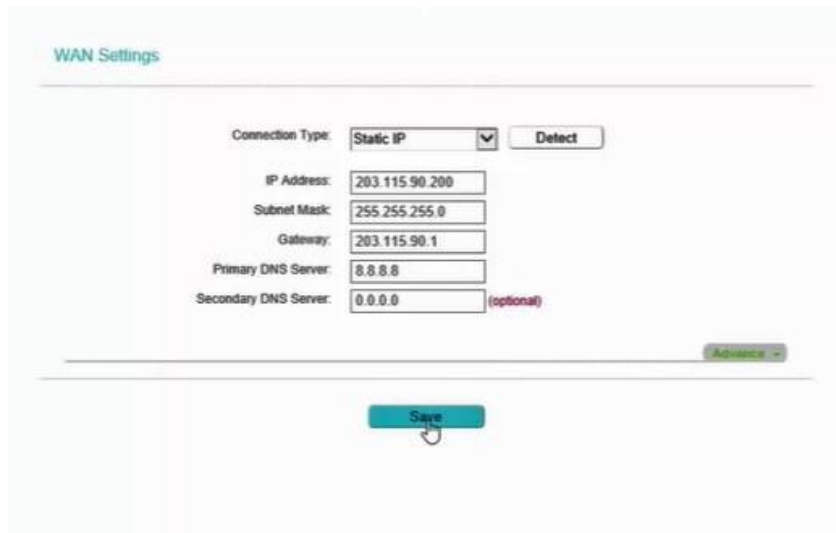 WAN Settings
Connection Type: Static IP Detect
IP Address: 203.115.90.200
Subnet Mask: 255.255.255.0
Gateway: 203.115.90.1
Primary DNS Server: 8.8.8.8
Secondary DNS Server: 0.0.0.0 (optional)
Advance
Save